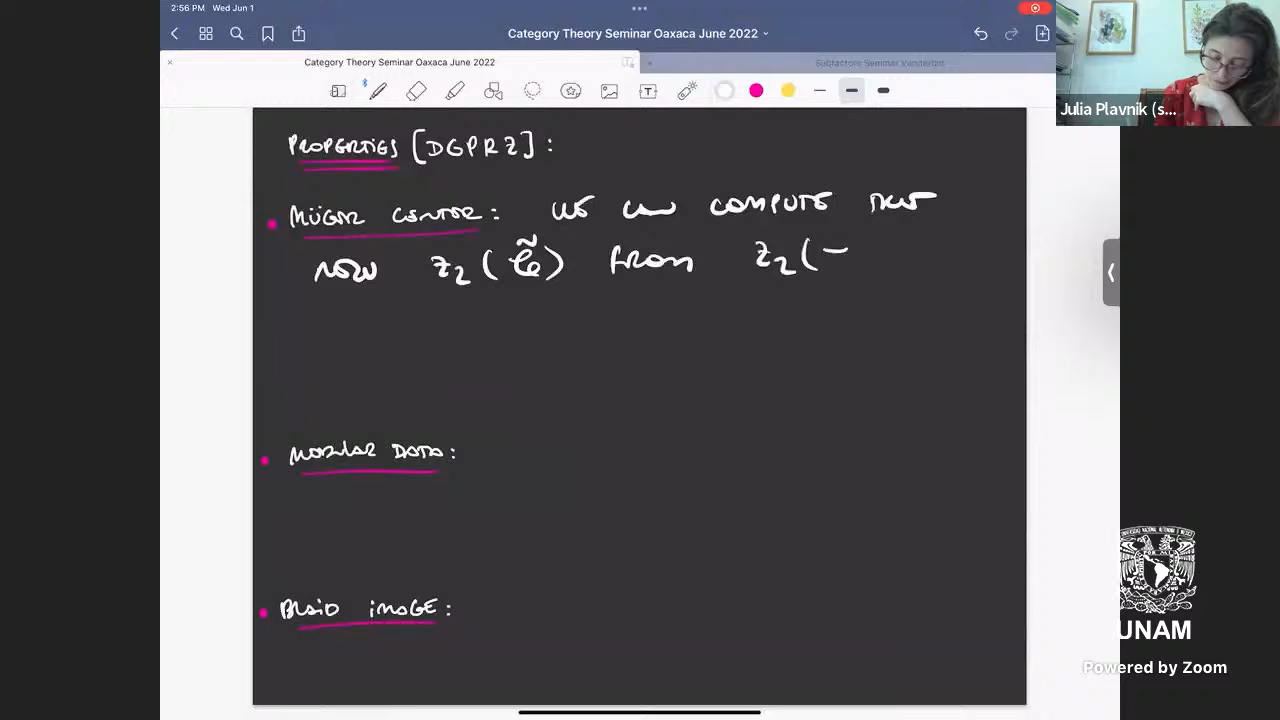 2:56 PM Wed Jun 1
Category Theory Seminar Oaxaca June 2022
Category Theory Seminar Oaxaca June 2022
Subfactors Seminar Vanderbilt
Julia Plavnik (s...
PROPERTIES [DGPRZ]:
• MÜGER CENTER: WE CAN COMPUTE
NOW Z₂(C̃) FROM Z₂(
• MODULAR DATA:
• BRAID IMAGE:
UNAM
Powered by Zoom